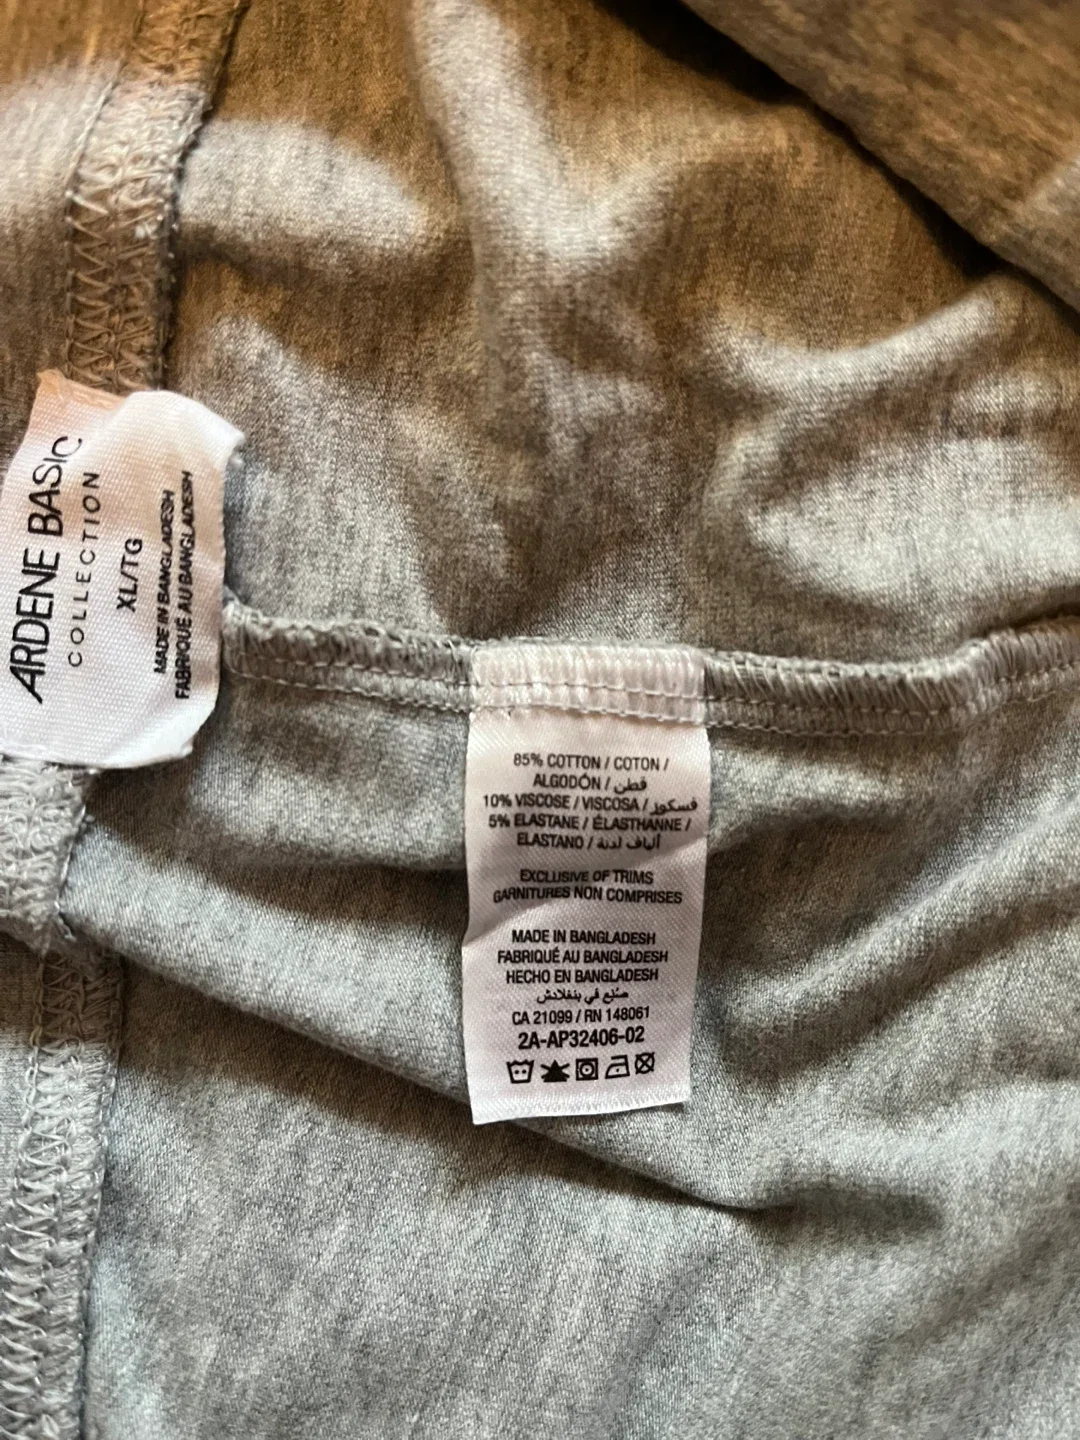 ARDENE BASIC
COLLECTION
XL/TG
MADE IN BANGLADESH
FABRIQUÉ AU BANGLADESH
85% COTTON / COTON /
ALGODÓN / قطن
10% VISCOSE / VISCOSA / فسكوز
5% ELASTANE / ÉLASTHANNE /
ELASTANO / ألياف لدنة
EXCLUSIVE OF TRIMS
GARNITURES NON COMPRISES
MADE IN BANGLADESH
FABRIQUÉ AU BANGLADESH
HECHO EN BANGLADESH
صُنِع في بنغلادش
CA 21099 / RN 148061
2A-AP32406-02